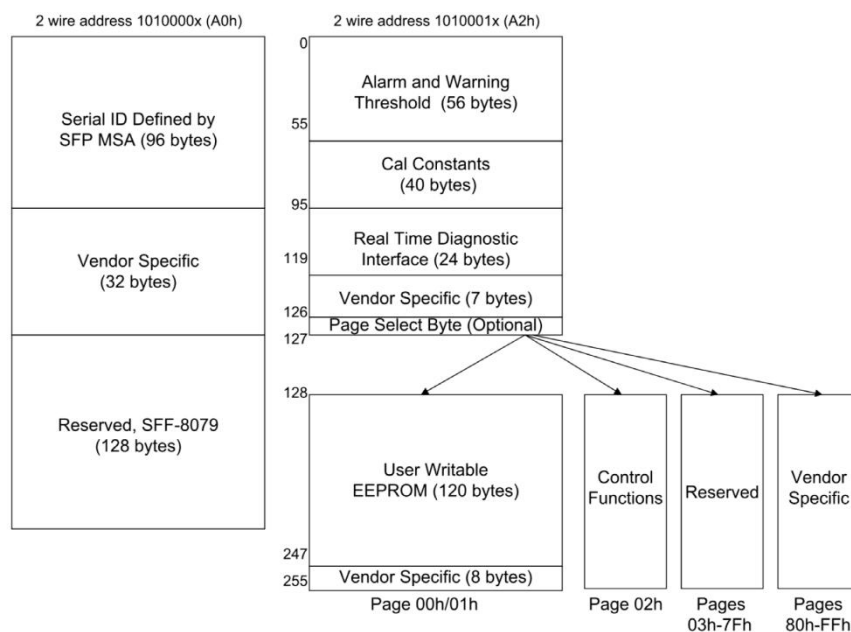 2 wire address 1010000x (A0h)
Serial ID Defined by
SFP MSA (96 bytes)
Vendor Specific
(32 bytes)
Reserved, SFF-8079
(128 bytes)
2 wire address 1010001x (A2h)
0
Alarm and Warning
Threshold (56 bytes)
55
Cal Constants
(40 bytes)
95
Real Time Diagnostic
Interface (24 bytes)
119
Vendor Specific (7 bytes)
126
Page Select Byte (Optional)
127
128
User Writable
EEPROM (120 bytes)
247
Vendor Specific (8 bytes)
255
Page 00h/01h
Control
Functions
Page 02h
Reserved
Pages
03h-7Fh
Vendor
Specific
Pages
80h-FFh